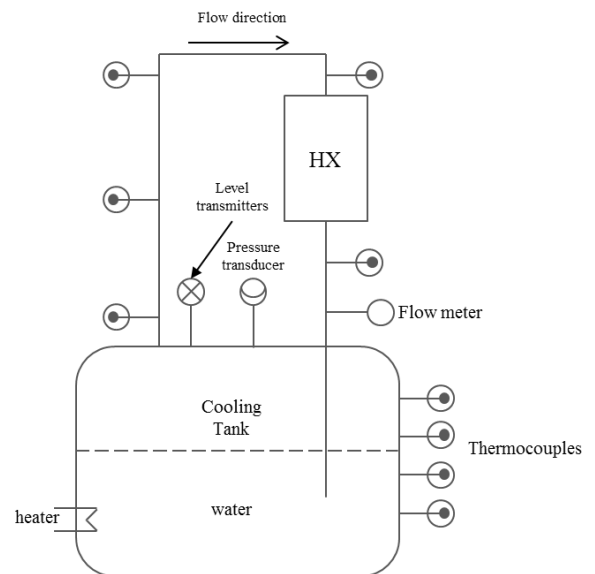 Flow direction
HX
Level
transmitters
Pressure
transducer
Flow meter
Cooling
Tank
Thermocouples
heater
water